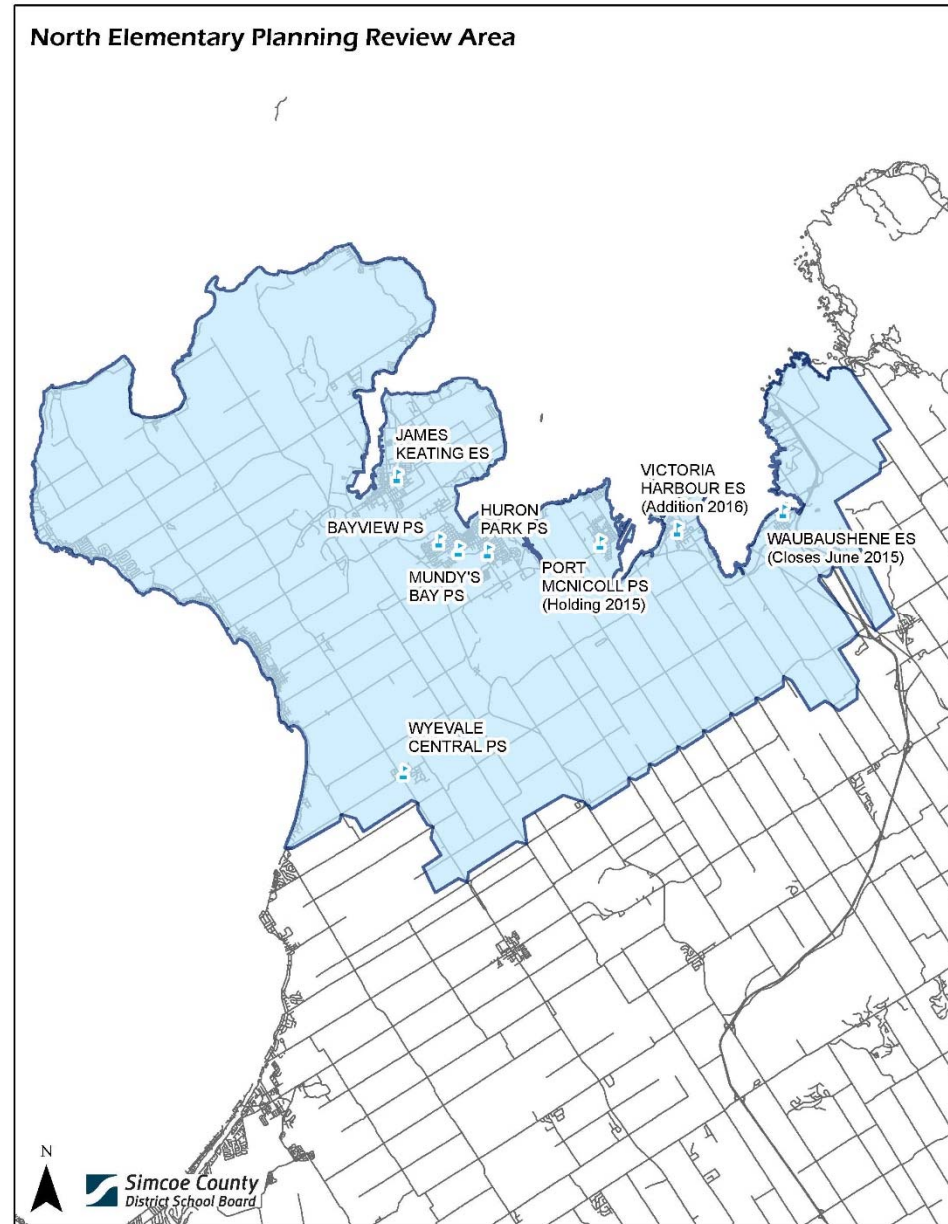 North Elementary Planning Review Area
JAMES
KEATING ES
VICTORIA
HARBOUR ES
(Addition 2016)
HURON
PARK PS
BAYVIEW PS
WAUBAUSHENE ES
(Closes June 2015)
MUNDY'S
BAY PS
PORT
MCNICOLL PS
(Holding 2015)
WYEVALE
CENTRAL PS
N
Simcoe County
District School Board